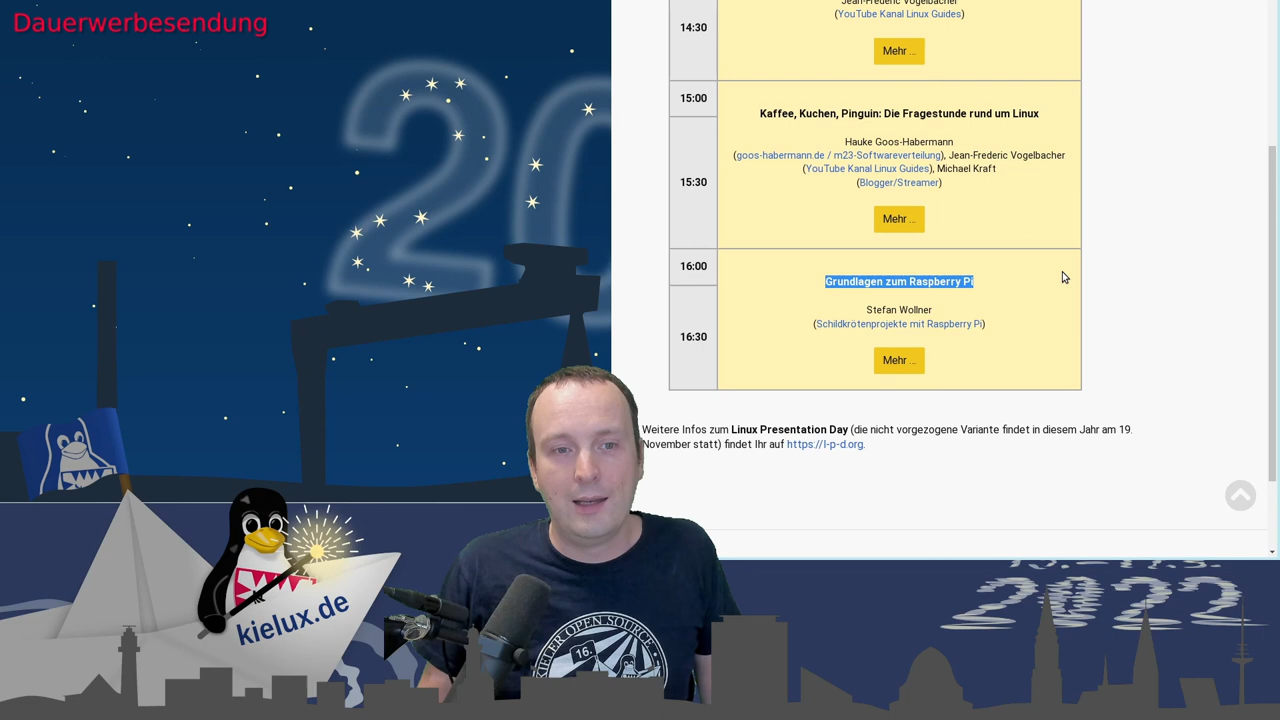 Dauerwerbesendung
20
Jean-Frederic Vogelbacher
(YouTube Kanal Linux Guides)
14:30
Mehr ...
15:00
Kaffee, Kuchen, Pinguin: Die Fragestunde rund um Linux
Hauke Goos-Habermann
(goos-habermann.de / m23-Softwareverteilung), Jean-Frederic Vogelbacher
(YouTube Kanal Linux Guides), Michael Kraft
(Blogger/Streamer)
15:30
Mehr ...
16:00
Grundlagen zum Raspberry Pi
Stefan Wollner
(Schildkrötenprojekte mit Raspberry Pi)
16:30
Mehr ...
Weitere Infos zum Linux Presentation Day (die nicht vorgezogene Variante findet in diesem Jahr am 19.
November statt) findet Ihr auf https://l-p-d.org.
kielux.de
2022
KIELER OPEN SOURCE
16.